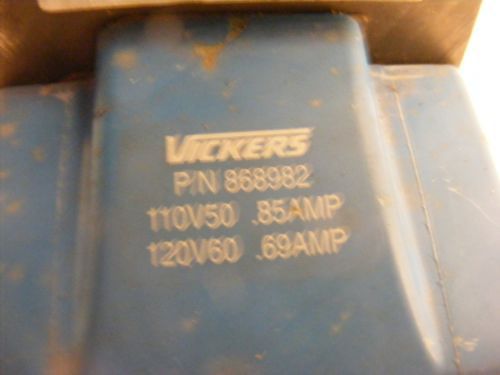 VICKERS
P/N 868982
110V50 .85AMP
120V60 .69AMP